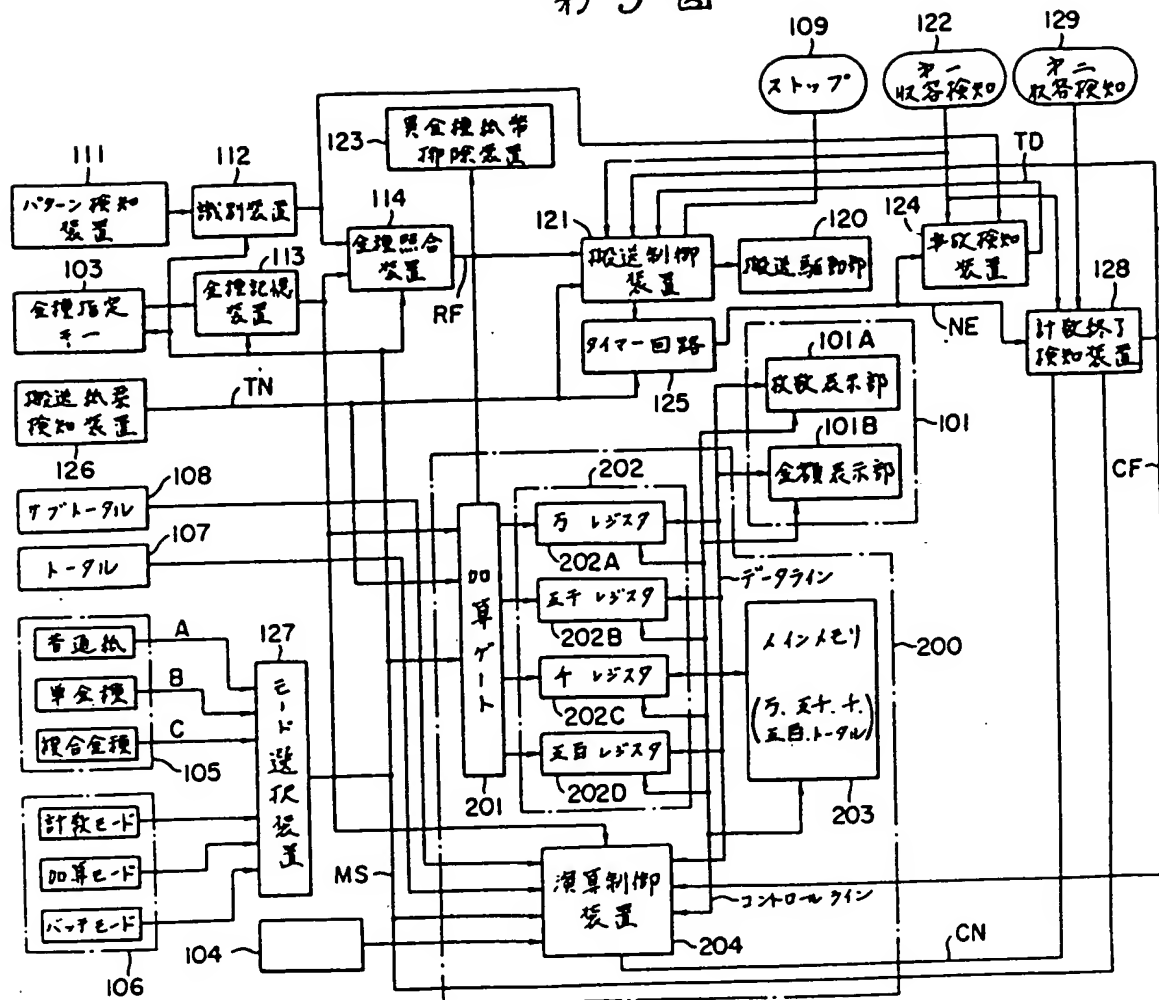 第5図
109
122
129
ストップ
第一
収容検知
第二
収容検知
123
異金種紙幣
排除装置
111
112
114
121
120
124
TD
128
パターン検知
装置
識別装置
金種照合
装置
搬送制御
装置
搬送駆動部
計数終了
検知装置
103
113
金種指定
キー
金種記憶
装置
RF
タイマー回路
NE
101A
枚数表示部
125
搬送紙葉
検知装置
TN
126
101B
金額表示部
101
CF
108
サブトータル
202
107
トータル
加算ゲート
201
万レジスタ
202A
五千レジスタ
202B
千レジスタ
202C
五百レジスタ
202D
データライン
メインメモリ
(万.五千.千.
五百.トータル)
203
200
普通紙
A
単金種
B
混合金種
C
105
127
モード選択装置
計数モード
加算モード
バッチモード
106
MS
104
演算制御
装置
204
コントロールライン
CN